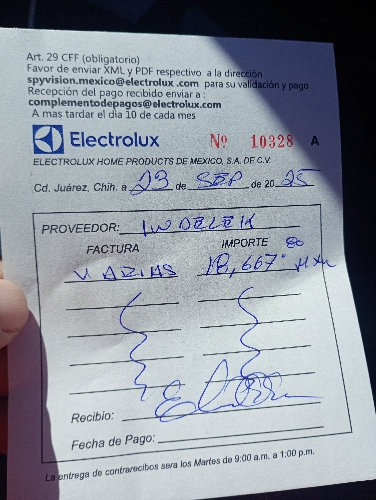 Art. 29 CFF (obligatorio)
Favor de enviar XML y PDF respectivo a la dirección
spyvision.mexico@electrolux .com para su validación y pago
Recepción del pago recibido enviar a :
complementodepagos@electrolux.com
A mas tardar el dia 10 de cada mes
Electrolux Nº 10328 A
ELECTROLUX HOME PRODUCTS DE MEXICO, S.A. DE C.V.
Cd. Juárez, Chih. a 23 de SEP de 20 25
PROVEEDOR: INDELEK
FACTURA IMPORTE
VARIAS 18,667.80 MXN
Recibio:
Fecha de Pago:
La entrega de contrarecibos sera los Martes de 9:00 a.m. a 1:00 p.m.